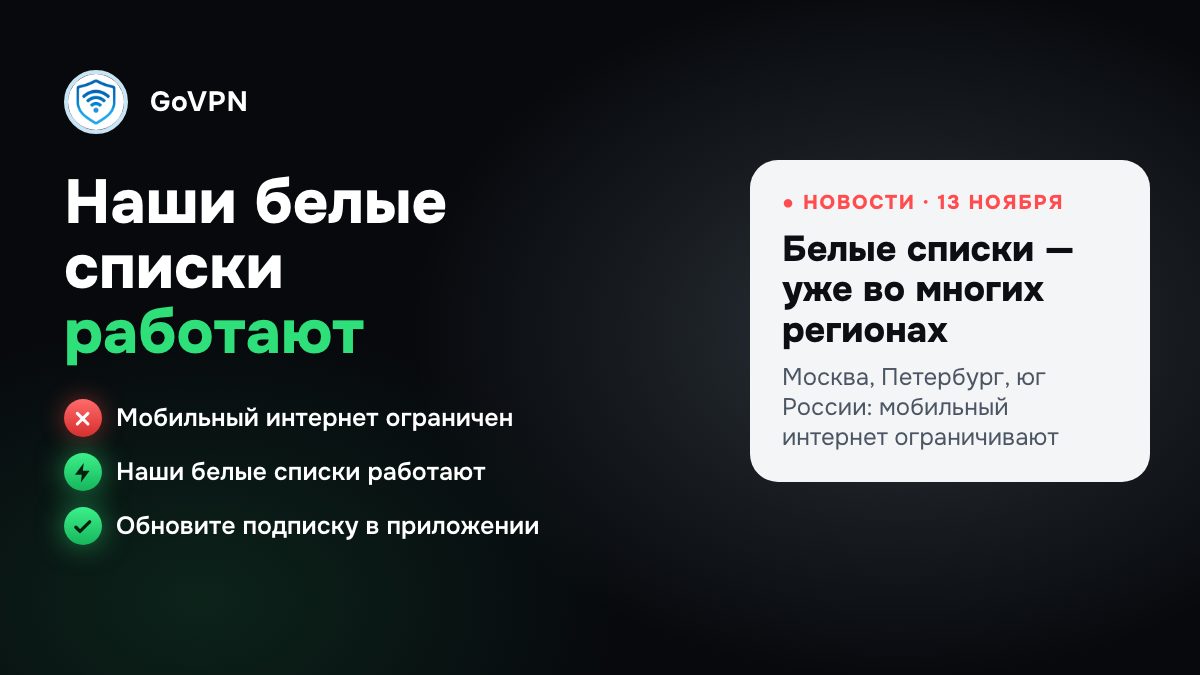 GoVPN
Наши белые
списки
работают
Мобильный интернет ограничен
Наши белые списки работают
Обновите подписку в приложении
• НОВОСТИ · 13 НОЯБРЯ
Белые списки —
уже во многих
регионах
Москва, Петербург, юг
России: мобильный
интернет ограничивают